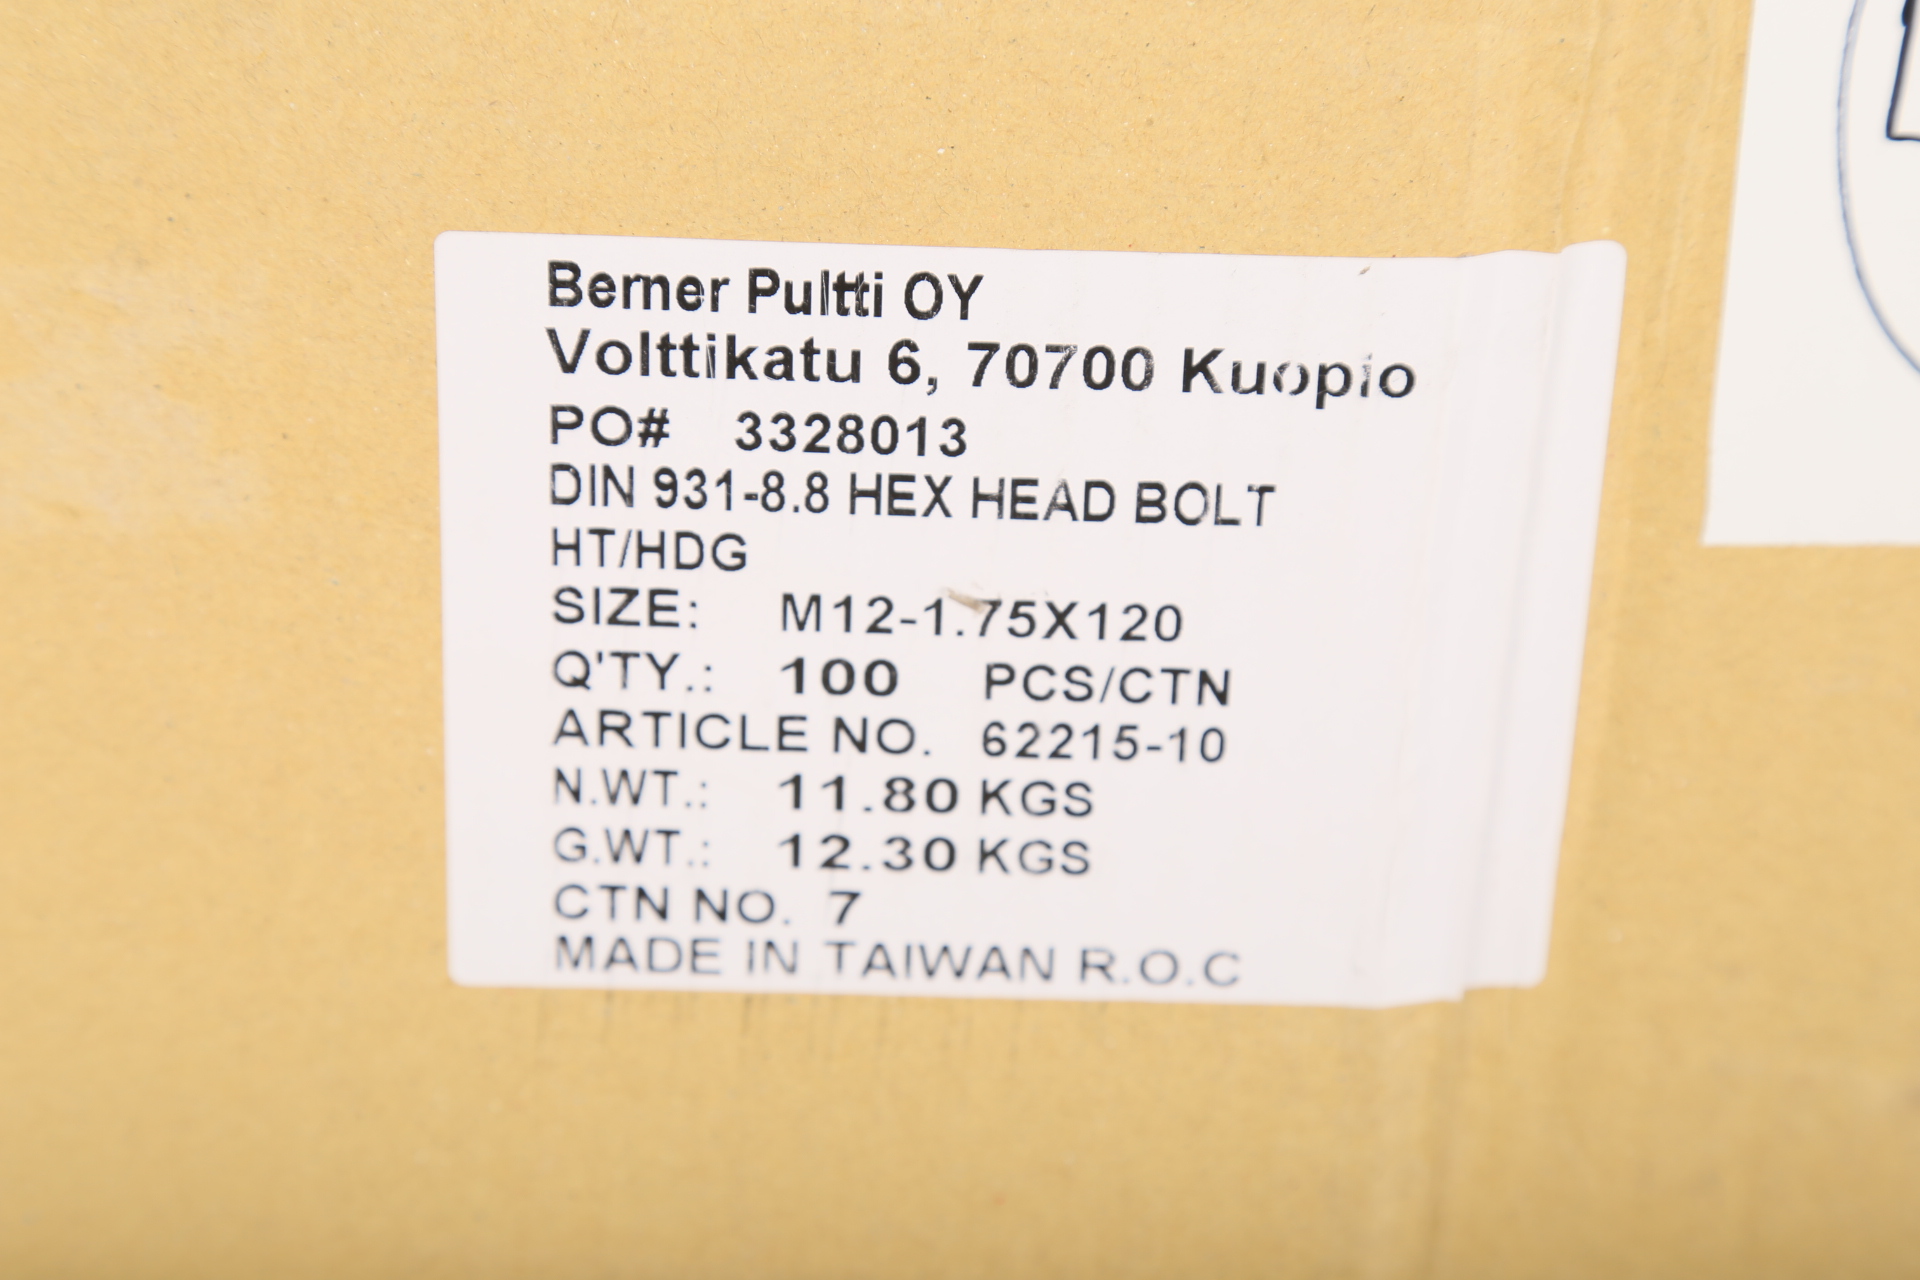 Berner Pultti OY
Volttikatu 6, 70700 Kuopio
PO# 3328013
DIN 931-8.8 HEX HEAD BOLT
HT/HDG
SIZE: M12-1.75X120
Q'TY.: 100 PCS/CTN
ARTICLE NO. 62215-10
N.WT.: 11.80 KGS
G.WT.: 12.30 KGS
CTN NO. 7
MADE IN TAIWAN R.O.C